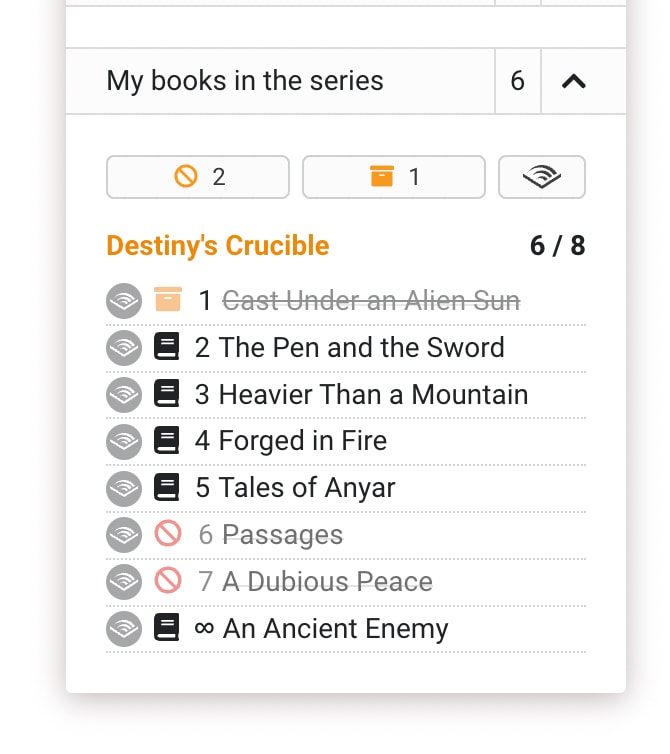 My books in the series 6
2 1
Destiny's Crucible 6 / 8
1 Cast Under an Alien Sun
2 The Pen and the Sword
3 Heavier Than a Mountain
4 Forged in Fire
5 Tales of Anyar
6 Passages
7 A Dubious Peace
∞ An Ancient Enemy